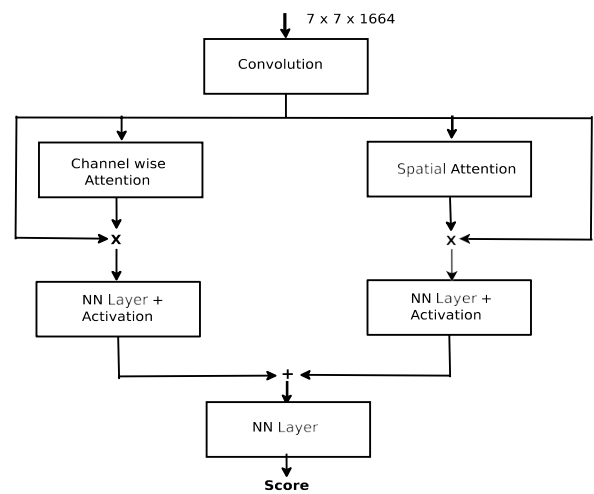 7 x 7 x 1664
Convolution
Channel wise
Attention
Spatial Attention
x
x
NN Layer +
Activation
NN Layer +
Activation
+
NN Layer
Score